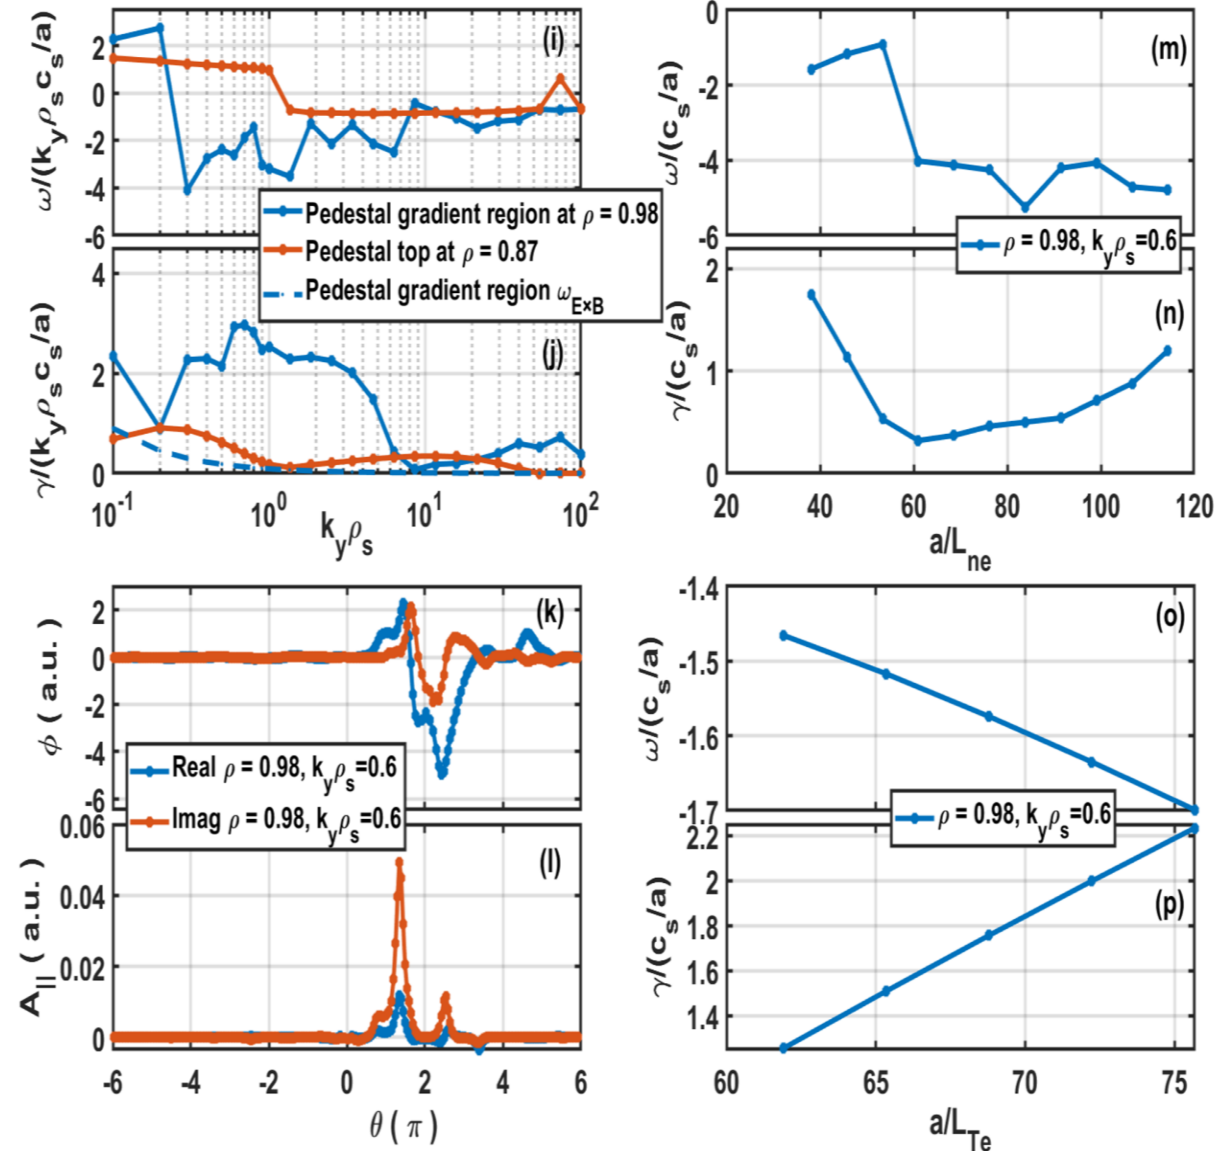 ω/(k_yρ_sc_s/a)
2
0
-2
-4
-6
(i)
Pedestal gradient region at ρ = 0.98
Pedestal top at ρ = 0.87
Pedestal gradient region ω_E×B
γ/(k_yρ_sc_s/a)
4
2
0
(j)
10^-1
10^0
10^1
10^2
k_yρ_s
ω/(c_s/a)
0
-2
-4
-6
(m)
ρ = 0.98, k_yρ_s=0.6
γ/(c_s/a)
2
1
0
(n)
20
40
60
80
100
120
a/L_ne
ϕ ( a.u.)
2
0
-2
-4
-6
(k)
Real ρ = 0.98, k_yρ_s=0.6
Imag ρ = 0.98, k_yρ_s=0.6
A_|| ( a.u.)
0.06
0.04
0.02
0
(l)
-6
-4
-2
0
2
4
6
θ ( π )
ω/(c_s/a)
-1.4
-1.5
-1.6
-1.7
(o)
ρ = 0.98, k_yρ_s=0.6
γ/(c_s/a)
2.2
2
1.8
1.6
1.4
(p)
60
65
70
75
a/L_Te